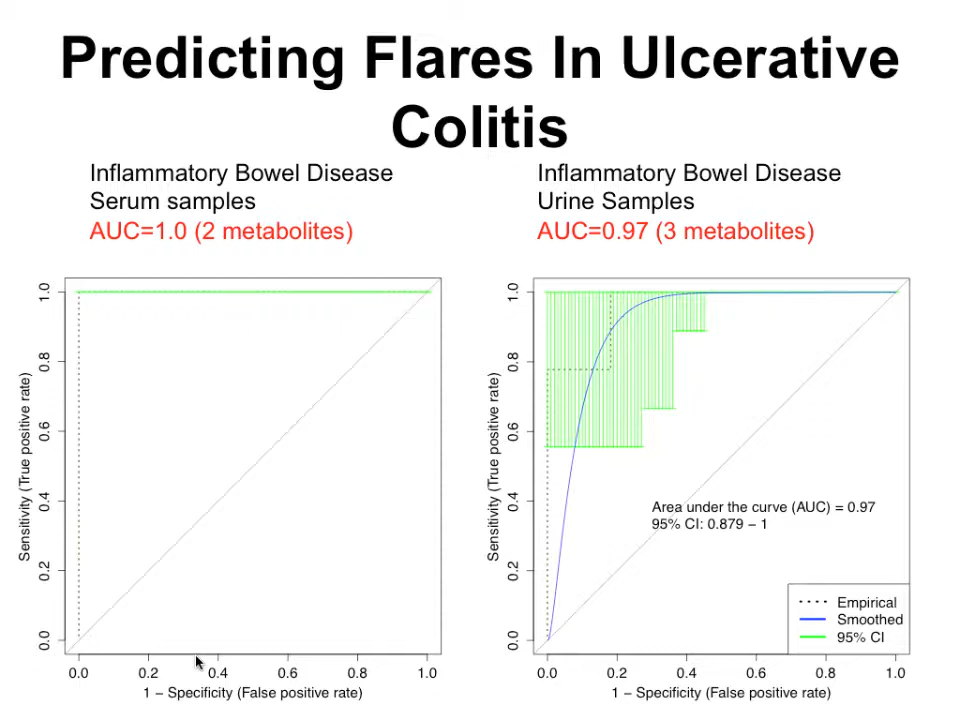 Predicting Flares In Ulcerative
Colitis
Inflammatory Bowel Disease
Serum samples
AUC=1.0 (2 metabolites)
Inflammatory Bowel Disease
Urine Samples
AUC=0.97 (3 metabolites)
Sensitivity (True positive rate)
1.0
0.8
0.6
0.4
0.2
0.0
0.0 0.2 0.4 0.6 0.8 1.0
1 − Specificity (False positive rate)
Sensitivity (True positive rate)
1.0
0.8
0.6
0.4
0.2
0.0
Area under the curve (AUC) = 0.97
95% CI: 0.879 − 1
Empirical
Smoothed
95% CI
0.0 0.2 0.4 0.6 0.8 1.0
1 − Specificity (False positive rate)